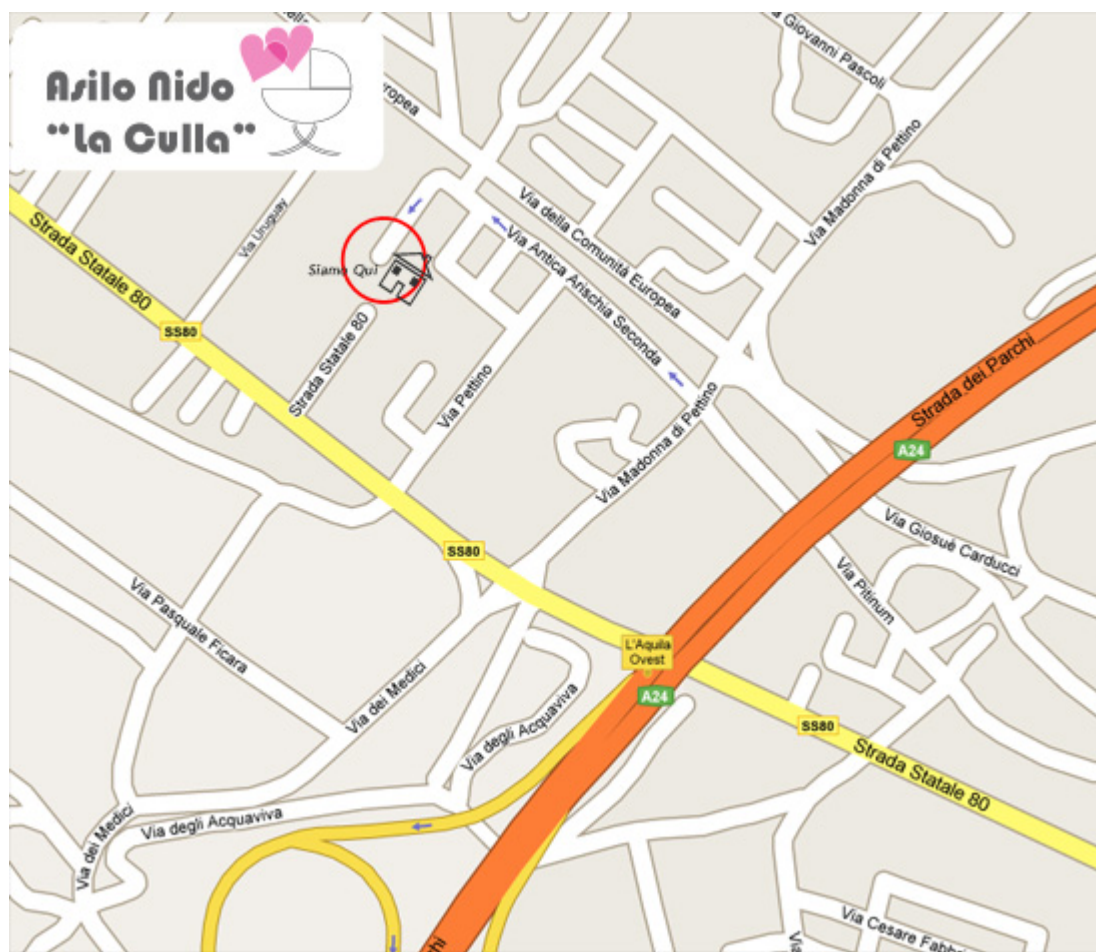 Asilo Nido
"La Culla"
Europea
Via Giovanni Pascoli
Via Madonna di Pettino
Via Uruguay
Via della Comunità Europea
Via Antica Arischia Seconda
Strada Statale 80
Siamo Qui
SS80
Strada Statale 80
Via Pettino
Via Madonna di Pettino
Strada dei Parchi
A24
Via Giosuè Carducci
SS80
Via Pitinum
Via Pasquale Ficara
L'Aquila
Ovest
A24
Via dei Medici
Via degli Acquaviva
SS80
Strada Statale 80
Via degli Acquaviva
Via dei Medici
Via Cesare